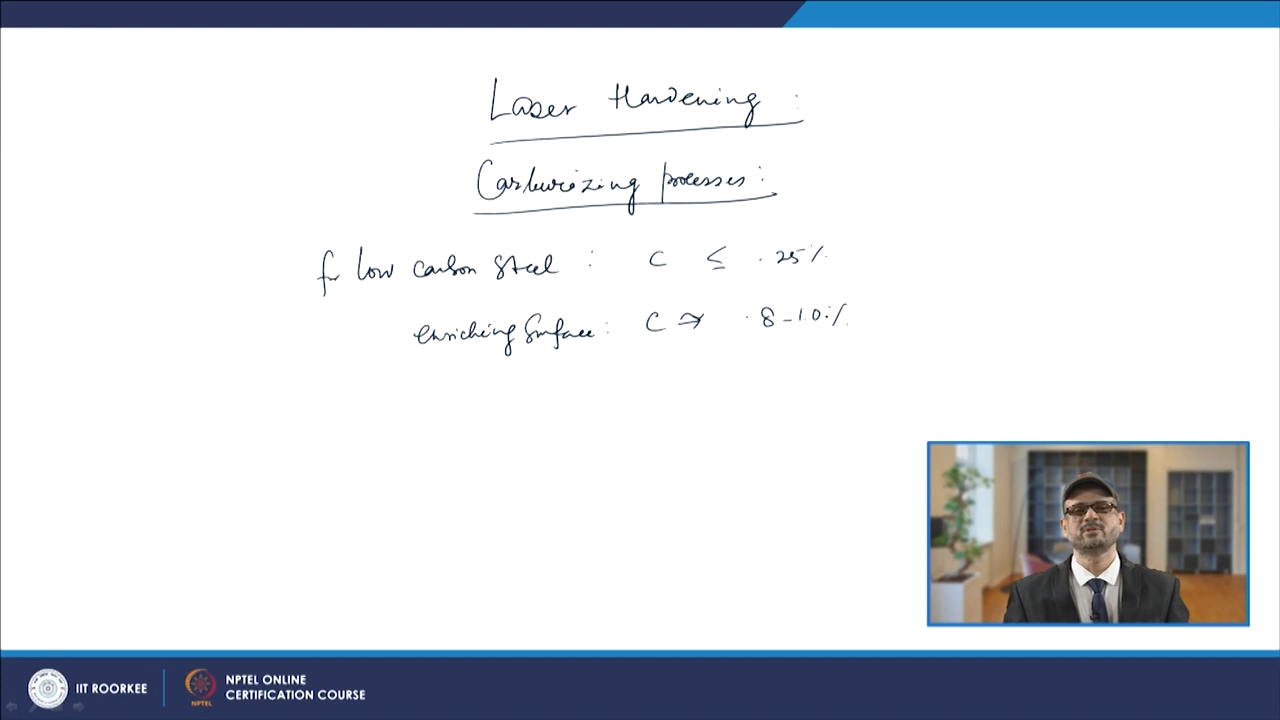 Laser Hardening :
Carburizing processes :
for low carbon steel : C ≤ .25%
enriching surface : C ⇒ .8-1.0%
IIT ROORKEE
NPTEL
NPTEL ONLINE
CERTIFICATION COURSE